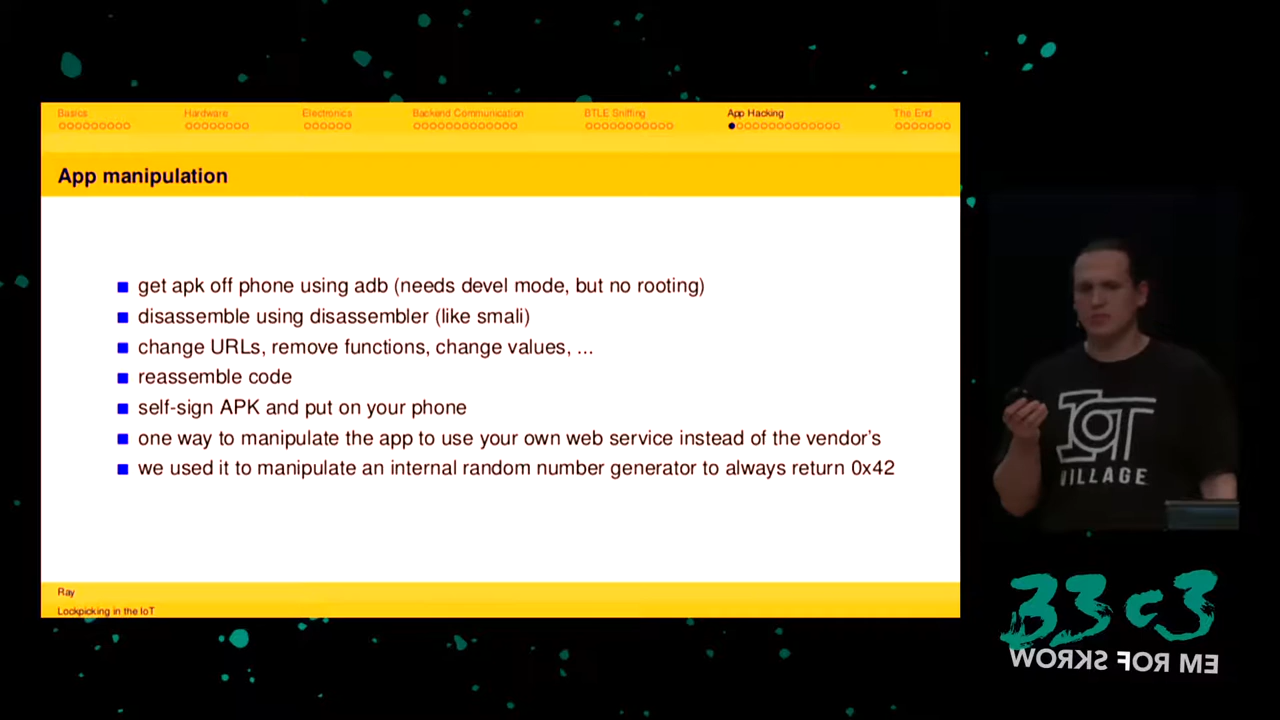 Basics Hardware Electronics Backend Communication BTLE Sniffing App Hacking The End
App manipulation
get apk off phone using adb (needs devel mode, but no rooting)
disassemble using disassembler (like smali)
change URLs, remove functions, change values, ...
reassemble code
self-sign APK and put on your phone
one way to manipulate the app to use your own web service instead of the vendor's
we used it to manipulate an internal random number generator to always return 0x42
Ray
Lockpicking in the IoT
IoT
VILLAGE
33c3
WORKS FOR ME